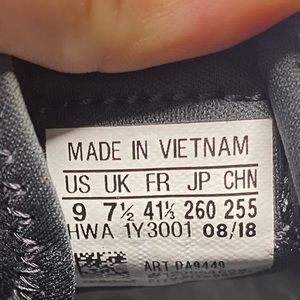 MADE IN VIETNAM
US UK FR JP CHN
9 7½ 41⅓ 260 255
HWA 1Y3001 08/18
ART